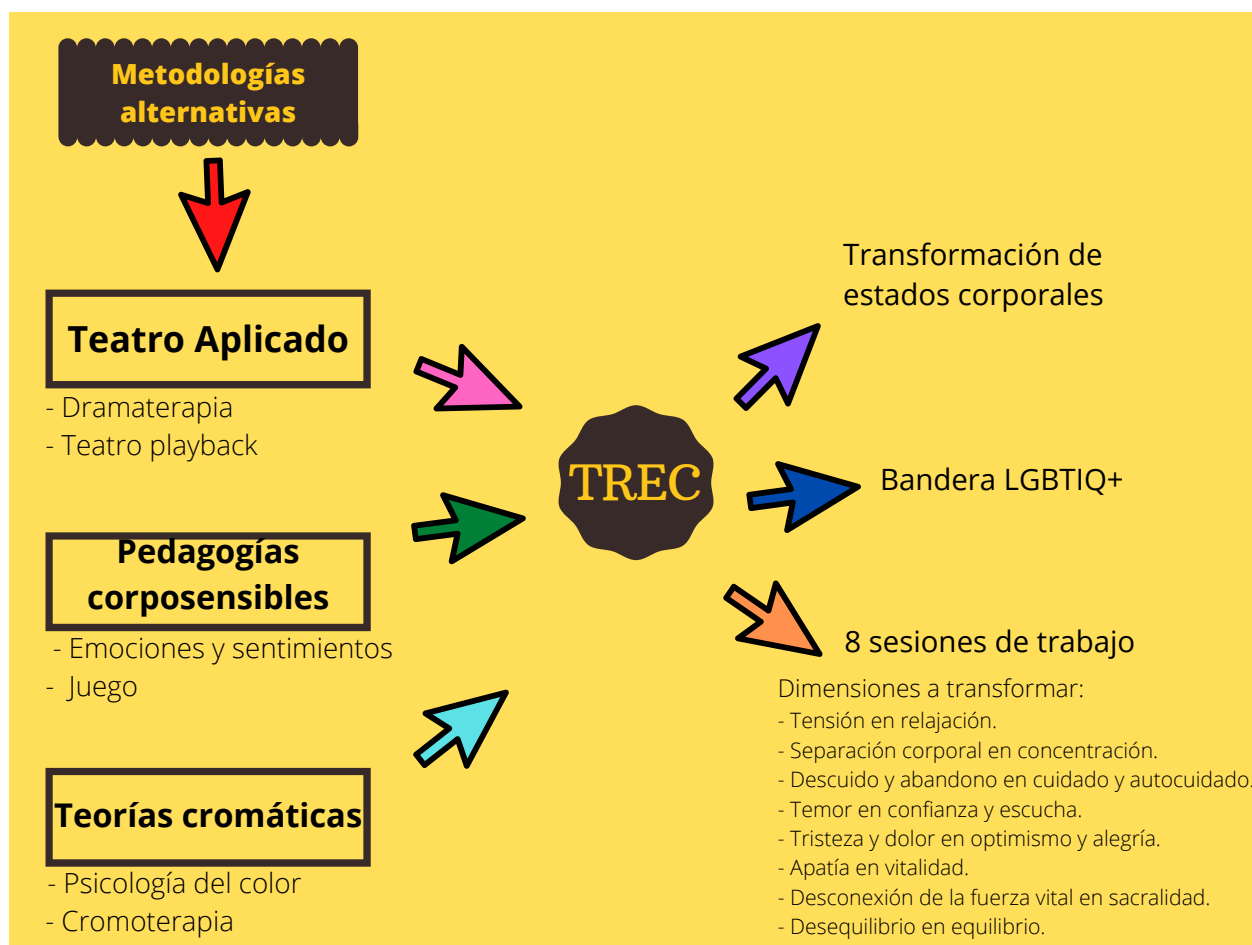 Metodologías
alternativas
Teatro Aplicado
- Dramaterapia
- Teatro playback
Pedagogías
corposensibles
- Emociones y sentimientos
- Juego
Teorías cromáticas
- Psicología del color
- Cromoterapia
TREC
Transformación de
estados corporales
Bandera LGBTIQ+
8 sesiones de trabajo
Dimensiones a transformar:
- Tensión en relajación.
- Separación corporal en concentración.
- Descuido y abandono en cuidado y autocuidado.
- Temor en confianza y escucha.
- Tristeza y dolor en optimismo y alegría.
- Apatía en vitalidad.
- Desconexión de la fuerza vital en sacralidad.
- Desequilibrio en equilibrio.